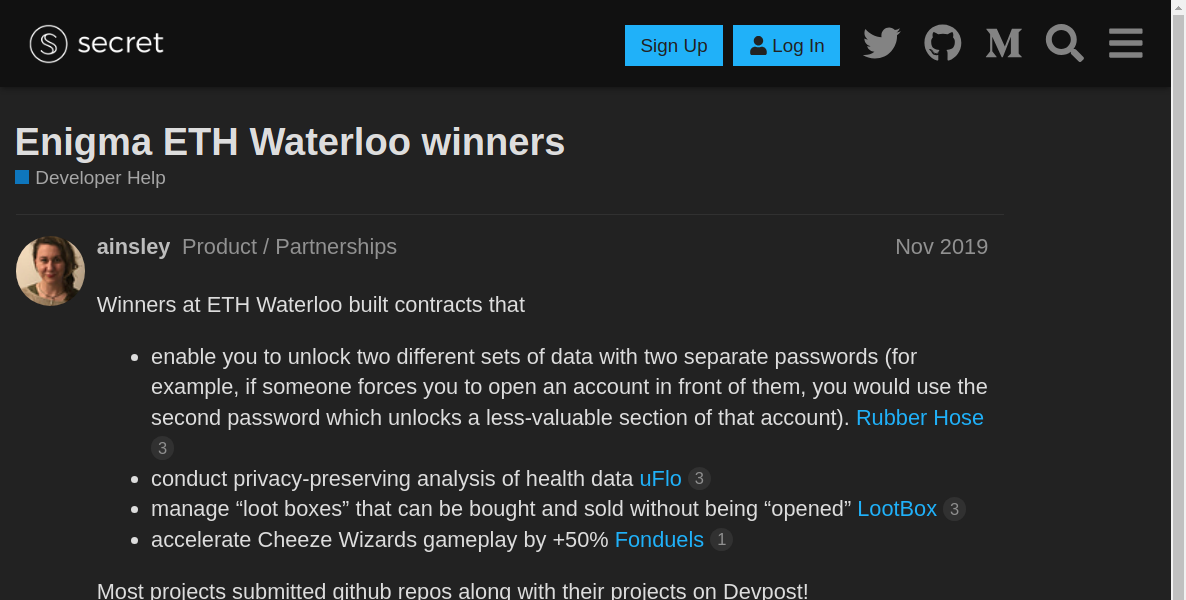 secret
Sign Up
Log In
Enigma ETH Waterloo winners
Developer Help
ainsley Product / Partnerships Nov 2019
Winners at ETH Waterloo built contracts that
enable you to unlock two different sets of data with two separate passwords (for
example, if someone forces you to open an account in front of them, you would use the
second password which unlocks a less-valuable section of that account). Rubber Hose
3
conduct privacy-preserving analysis of health data uFlo 3
manage “loot boxes” that can be bought and sold without being “opened” LootBox 3
accelerate Cheeze Wizards gameplay by +50% Fonduels 1
Most projects submitted github repos along with their projects on Devpost!